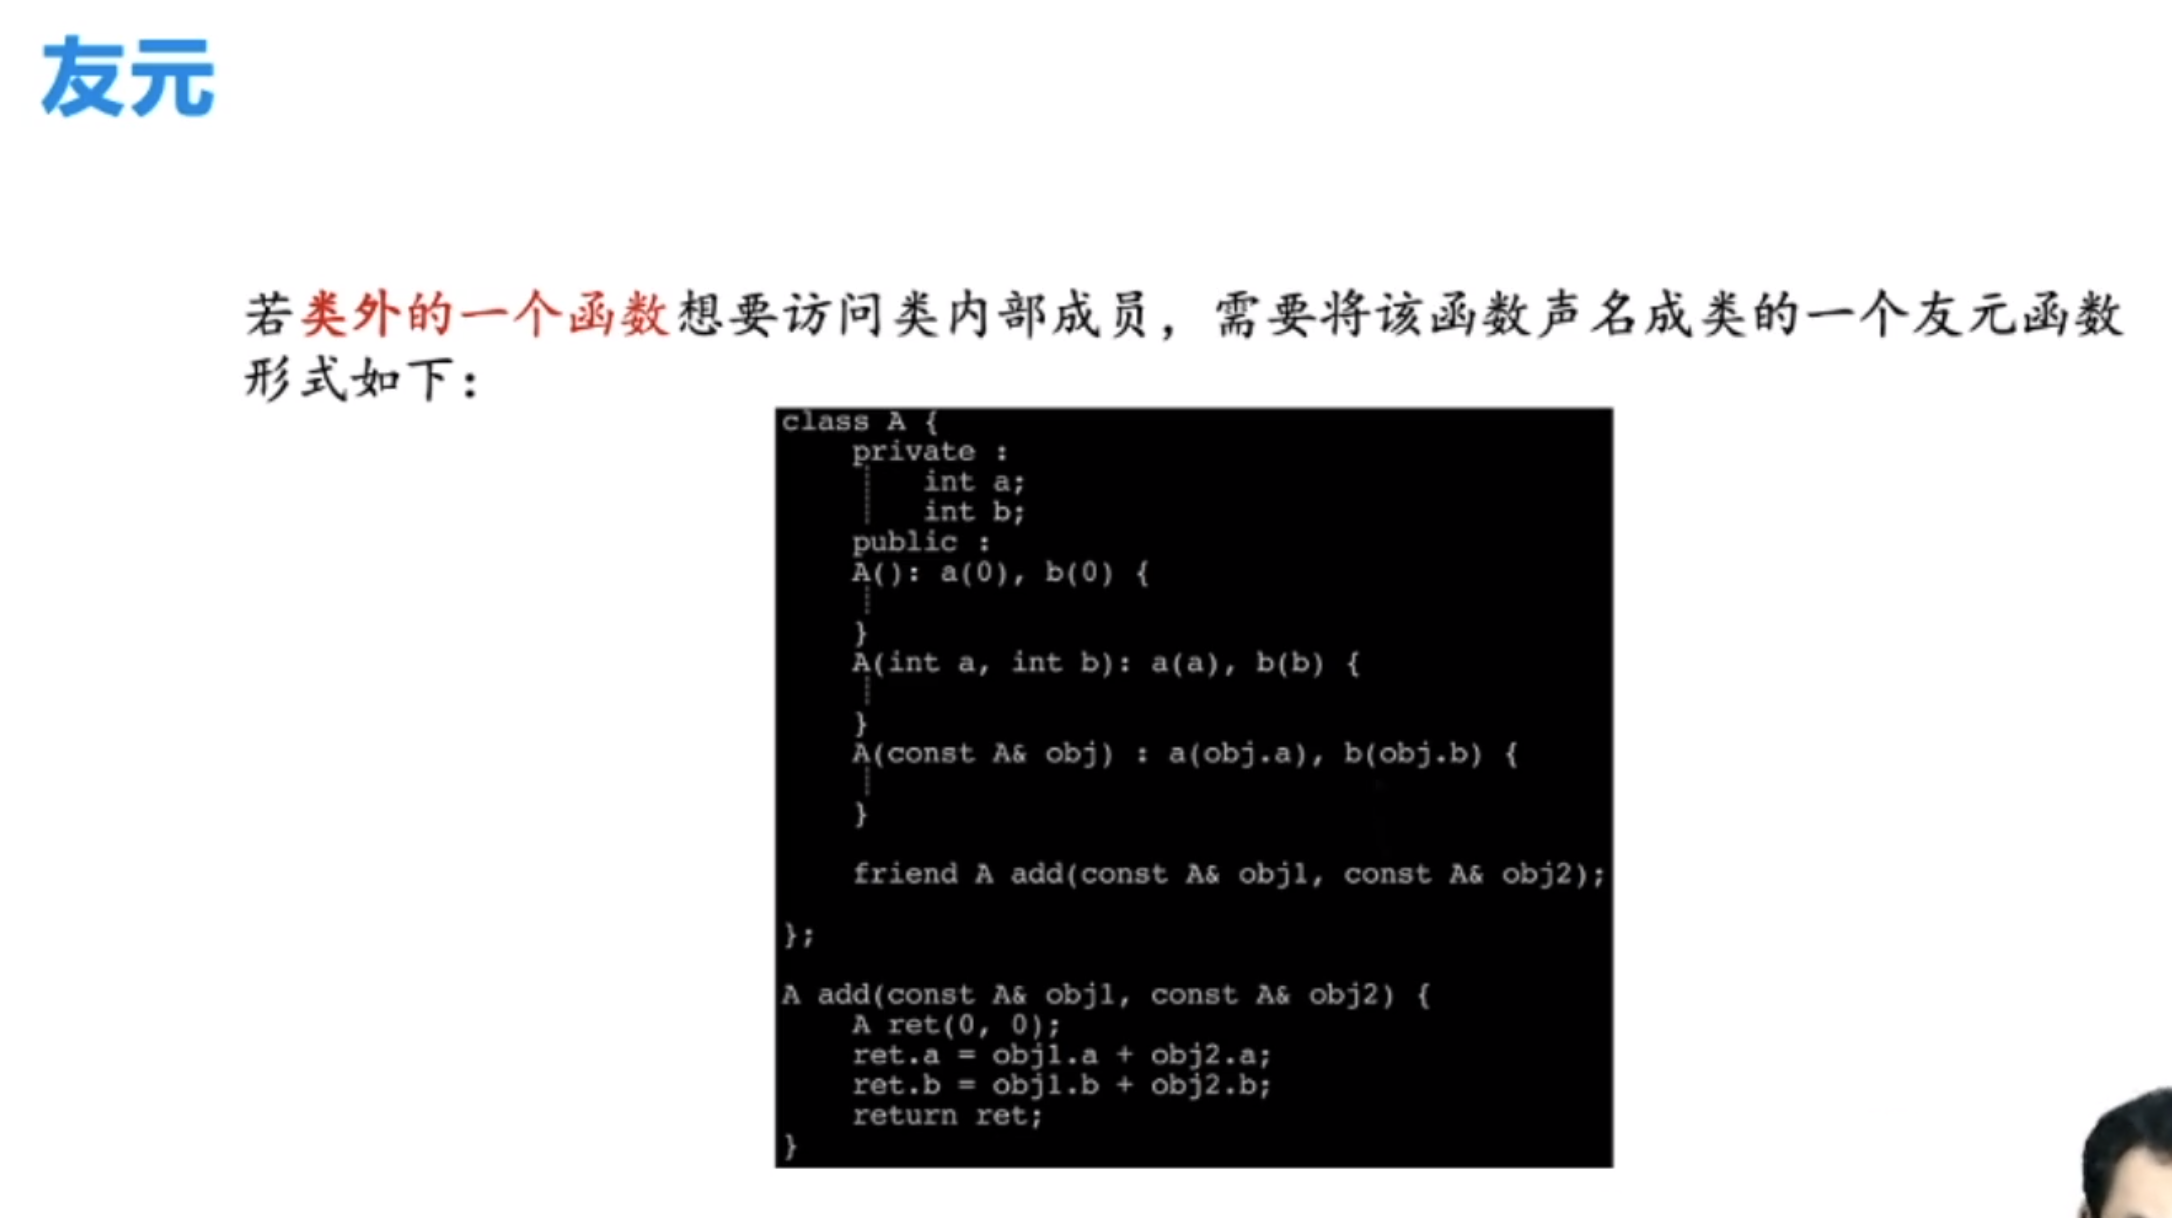 友元
若类外的一个函数想要访问类内部成员，需要将该函数声名成类的一个友元函数
形式如下：
class A {
private :
int a;
int b;
public :
A(): a(0), b(0) {
}
A(int a, int b): a(a), b(b) {
}
A(const A& obj) : a(obj.a), b(obj.b) {
}
friend A add(const A& obj1, const A& obj2);
};
A add(const A& obj1, const A& obj2) {
A ret(0, 0);
ret.a = obj1.a + obj2.a;
ret.b = obj1.b + obj2.b;
return ret;
}